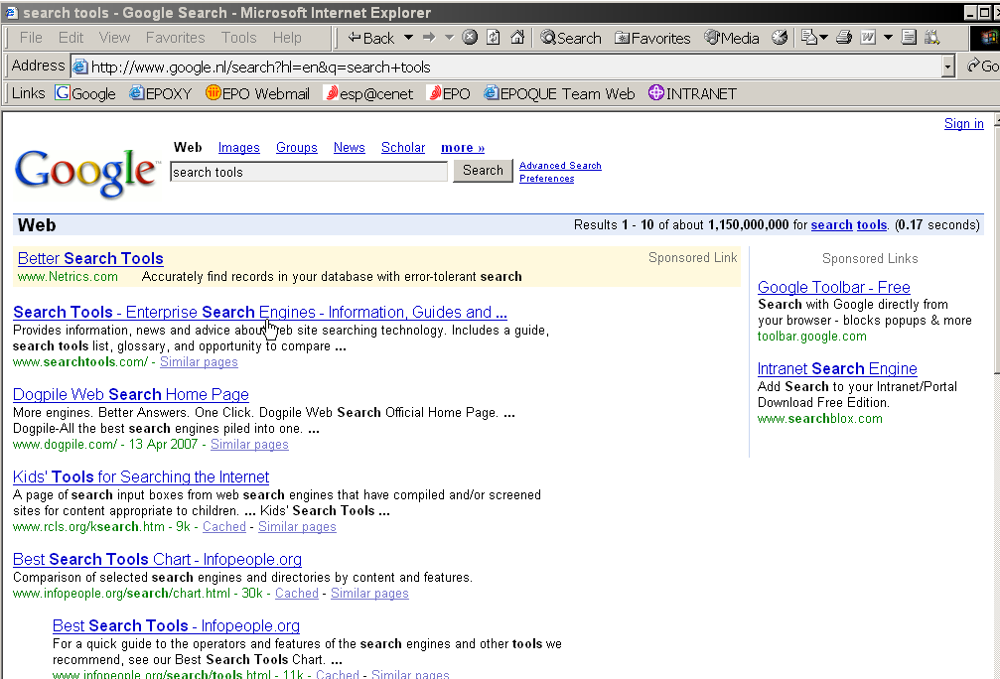 search tools - Google Search - Microsoft Internet Explorer
File Edit View Favorites Tools Help Back Search Favorites Media
Address http://www.google.nl/search?hl=en&q=search+tools Go
Links Google EPOXY EPO Webmail esp@cenet EPO EPOQUE Team Web INTRANET
Sign in
Google™
Web Images Groups News Scholar more »
search tools Search Advanced Search
Preferences
Web Results 1 - 10 of about 1,150,000,000 for search tools. (0.17 seconds)
Better Search Tools Sponsored Link
www.Netrics.com Accurately find records in your database with error-tolerant search
Search Tools - Enterprise Search Engines - Information, Guides and ...
Provides information, news and advice about web site searching technology. Includes a guide,
search tools list, glossary, and opportunity to compare ...
www.searchtools.com/ - Similar pages
Dogpile Web Search Home Page
More engines. Better Answers. One Click. Dogpile Web Search Official Home Page. ...
Dogpile-All the best search engines piled into one. ...
www.dogpile.com/ - 13 Apr 2007 - Similar pages
Kids' Tools for Searching the Internet
A page of search input boxes from web search engines that have compiled and/or screened
sites for content appropriate to children. ... Kids' Search Tools ...
www.rcls.org/ksearch.htm - 9k - Cached - Similar pages
Best Search Tools Chart - Infopeople.org
Comparison of selected search engines and directories by content and features.
www.infopeople.org/search/chart.html - 30k - Cached - Similar pages
Best Search Tools - Infopeople.org
For a quick guide to the operators and features of the search engines and other tools we
recommend, see our Best Search Tools Chart. ...
www.infopeople.org/search/tools.html - 11k - Cached - Similar pages
Sponsored Links
Google Toolbar - Free
Search with Google directly from
your browser - blocks popups & more
toolbar.google.com
Intranet Search Engine
Add Search to your Intranet/Portal
Download Free Edition.
www.searchblox.com